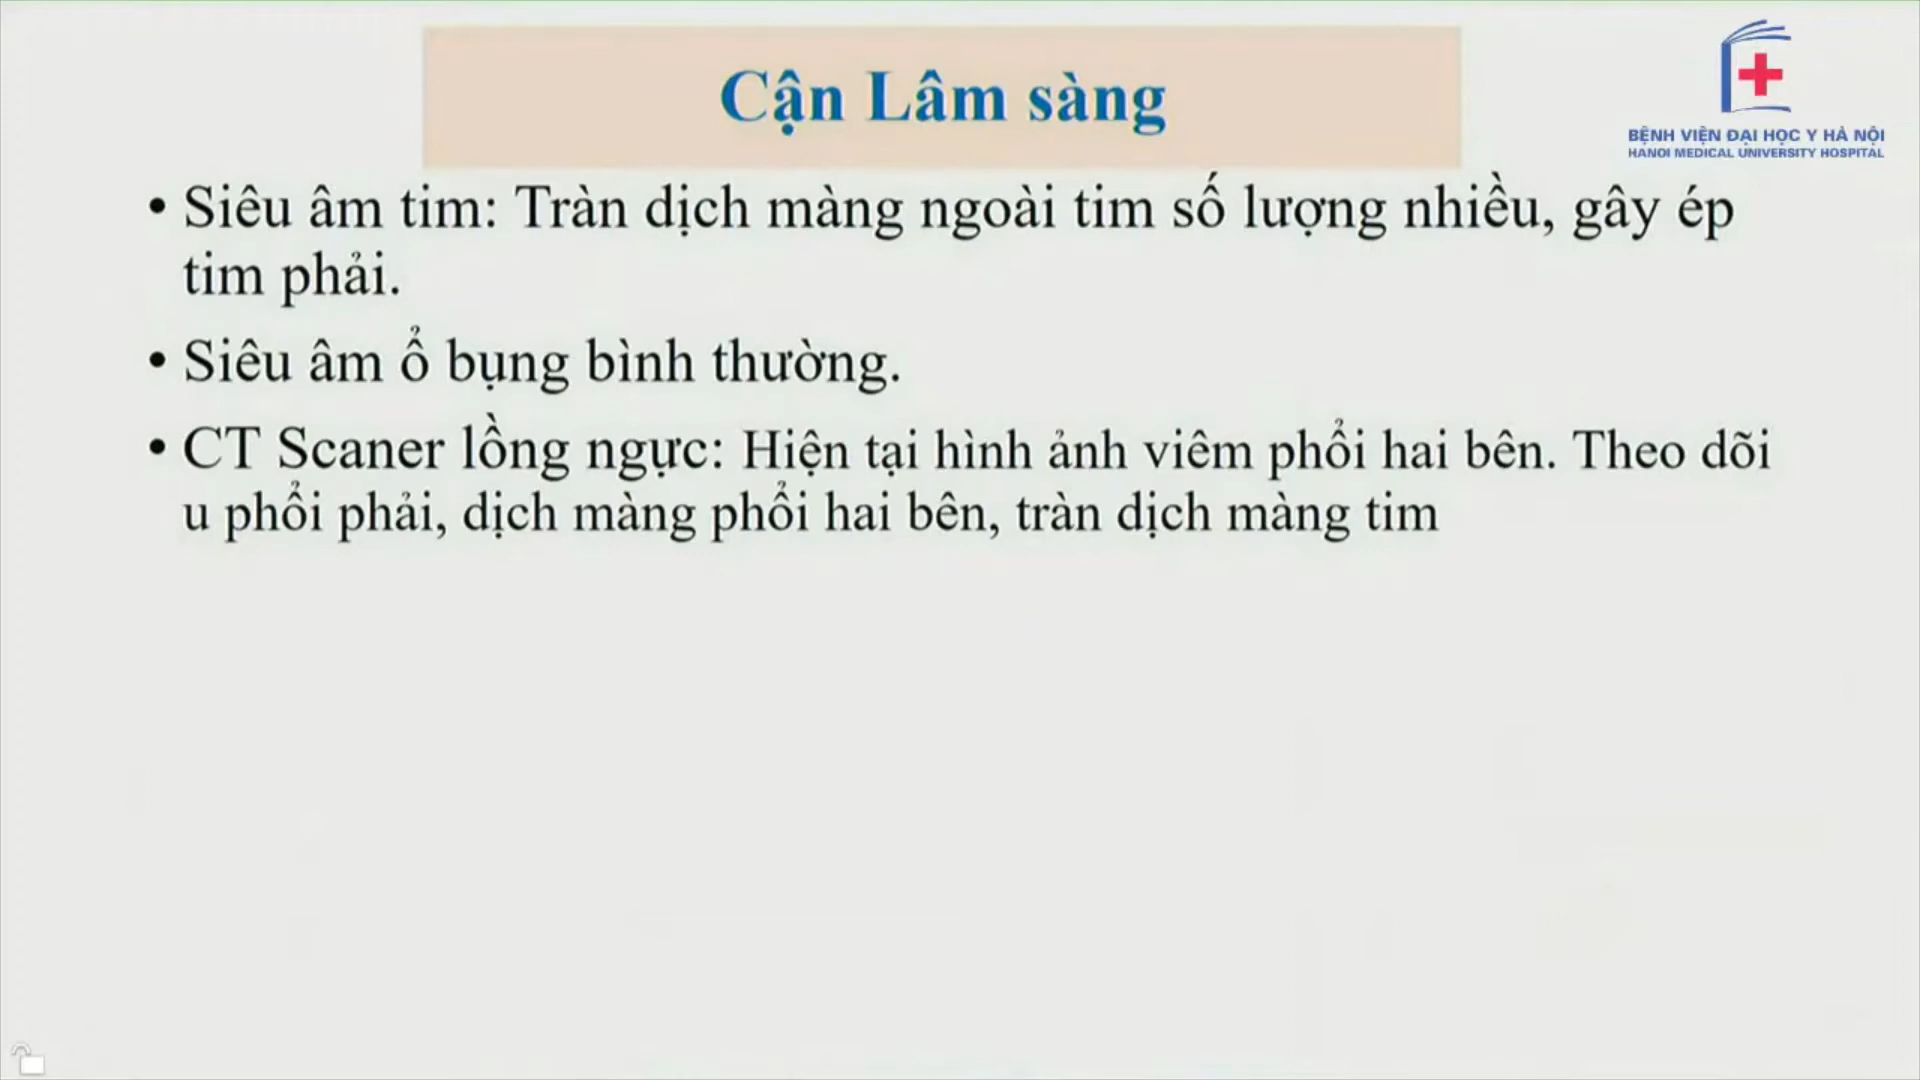 Cận Lâm sàng
BỆNH VIỆN ĐẠI HỌC Y HÀ NỘI
HANOI MEDICAL UNIVERSITY HOSPITAL
• Siêu âm tim: Tràn dịch màng ngoài tim số lượng nhiều, gây ép
tim phải.
• Siêu âm ổ bụng bình thường.
• CT Scaner lồng ngực: Hiện tại hình ảnh viêm phổi hai bên. Theo dõi
u phổi phải, dịch màng phổi hai bên, tràn dịch màng tim